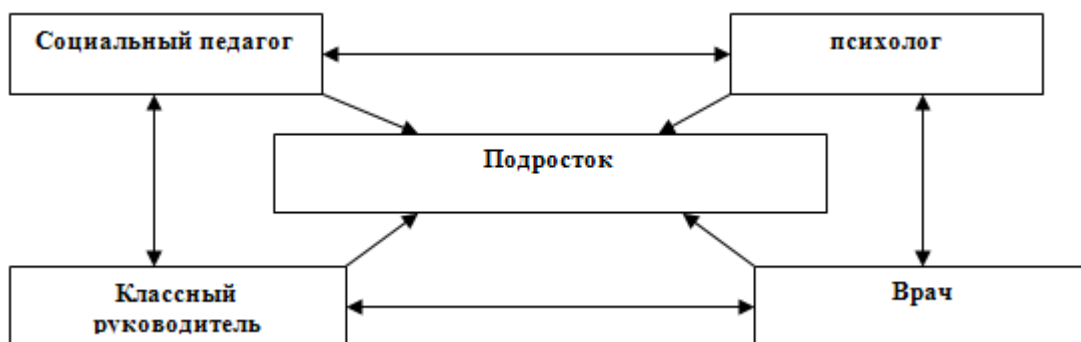 Социальный педагог
психолог
Подросток
Классный
руководитель
Врач